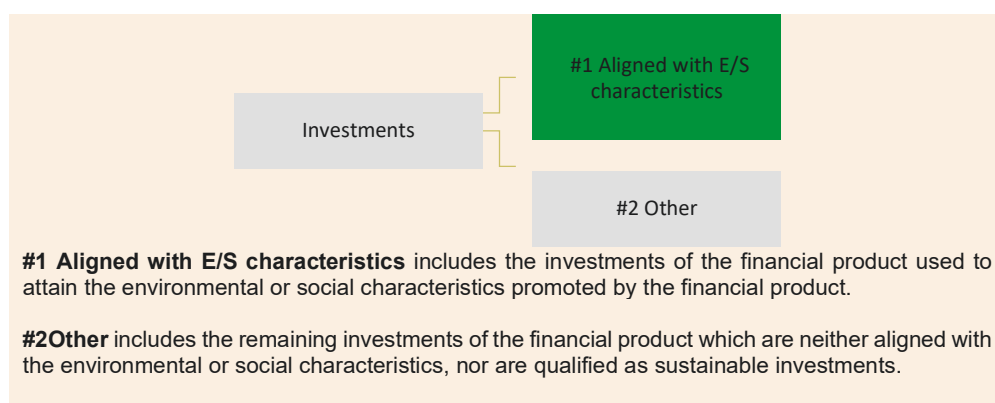 #1 Aligned with E/S
characteristics
Investments
#2 Other
#1 Aligned with E/S characteristics includes the investments of the financial product used to
attain the environmental or social characteristics promoted by the financial product.
#2Other includes the remaining investments of the financial product which are neither aligned with
the environmental or social characteristics, nor are qualified as sustainable investments.